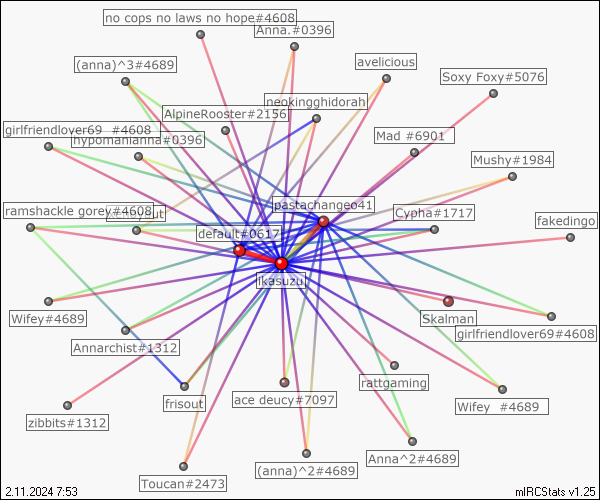 no cops no laws no hope#4608
Anna.#0396
(anna)^3#4689
avelicious
Soxy Foxy#5076
AlpineRooster#2156
neokingghidorah
girlfriendlover69 #4608
hypomanianna#0396
Mad #6901
Mushy#1984
ramshackle gorey#4608
pastachangeo41
Cypha#1717
default#0617
fakedingo
Ikasuzu
Wifey#4689
Skalman
Annarchist#1312
girlfriendlover69#4608
rattgaming
frisout
ace deucy#7097
Wifey #4689
zibbits#1312
Anna^2#4689
(anna)^2#4689
Toucan#2473
2.11.2024 7:53
mIRCStats v1.25